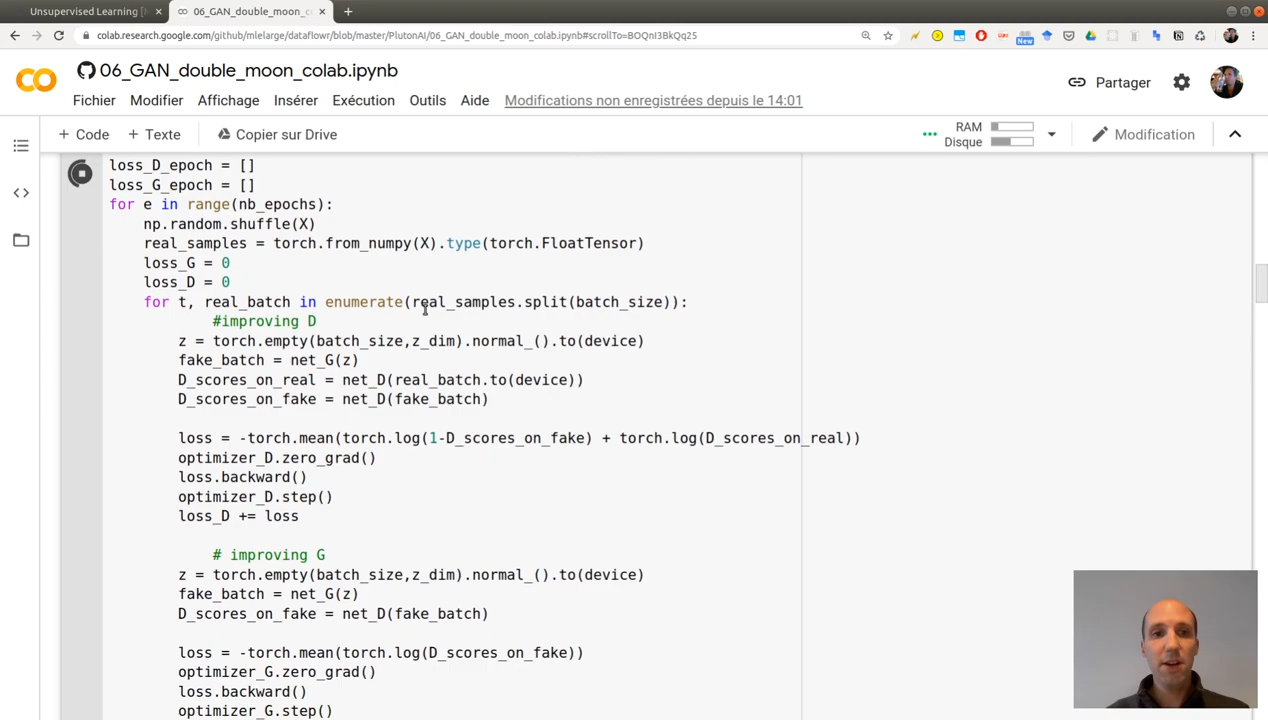 Unsupervised Learning [
06_GAN_double_moon_c
colab.research.google.com/github/mlelarge/dataflowr/blob/master/PlutonAI/06_GAN_double_moon_colab.ipynb#scrollTo=BOQnI3BkQq25
New
06_GAN_double_moon_colab.ipynb
Partager
Fichier Modifier Affichage Insérer Exécution Outils Aide Modifications non enregistrées depuis le 14:01
+ Code + Texte Copier sur Drive
RAM
Disque
Modification
loss_D_epoch = []
loss_G_epoch = []
for e in range(nb_epochs):
np.random.shuffle(X)
real_samples = torch.from_numpy(X).type(torch.FloatTensor)
loss_G = 0
loss_D = 0
for t, real_batch in enumerate(real_samples.split(batch_size)):
#improving D
z = torch.empty(batch_size,z_dim).normal_().to(device)
fake_batch = net_G(z)
D_scores_on_real = net_D(real_batch.to(device))
D_scores_on_fake = net_D(fake_batch)
loss = -torch.mean(torch.log(1-D_scores_on_fake) + torch.log(D_scores_on_real))
optimizer_D.zero_grad()
loss.backward()
optimizer_D.step()
loss_D += loss
# improving G
z = torch.empty(batch_size,z_dim).normal_().to(device)
fake_batch = net_G(z)
D_scores_on_fake = net_D(fake_batch)
loss = -torch.mean(torch.log(D_scores_on_fake))
optimizer_G.zero_grad()
loss.backward()
optimizer_G.step()